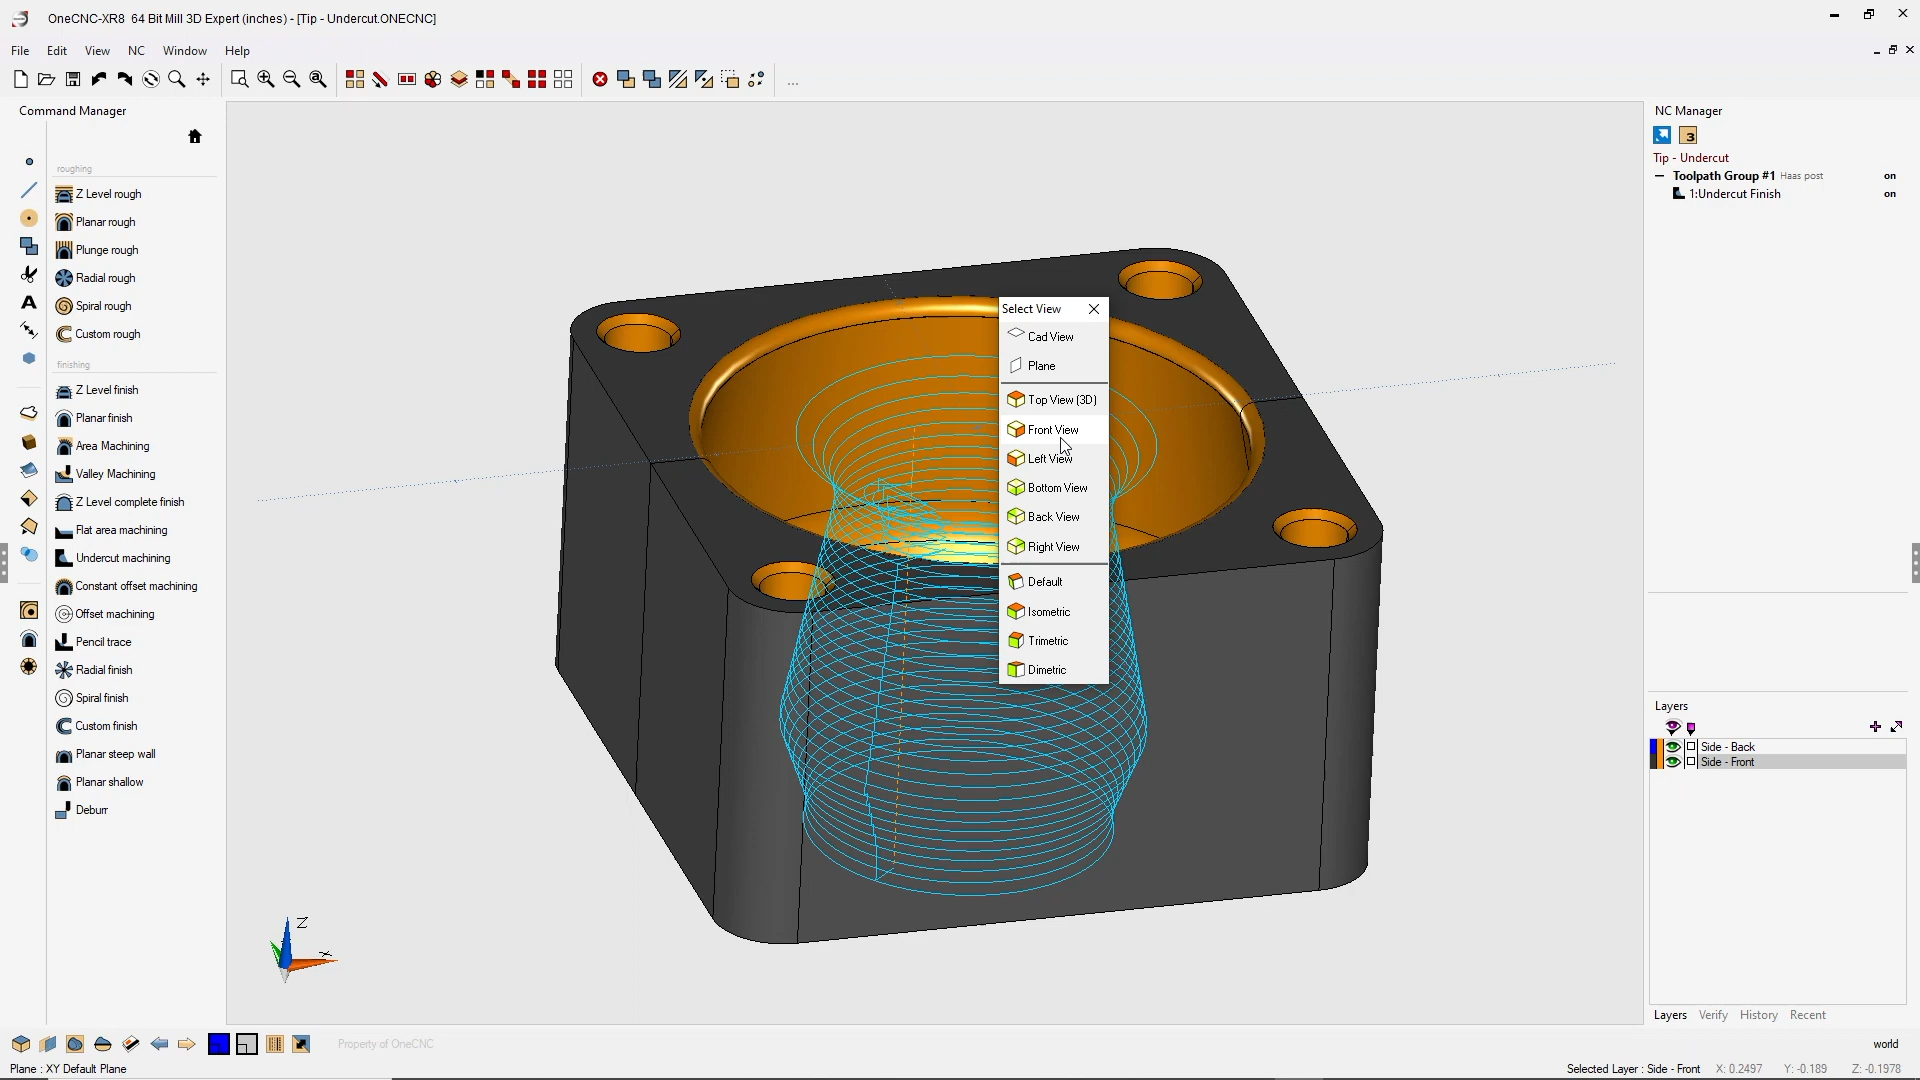 OneCNC-XR8 64 Bit Mill 3D Expert (inches) - [Tip - Undercut.ONECNC]
File Edit View NC Window Help
Command Manager
roughing
Z Level rough
Planar rough
Plunge rough
Radial rough
Spiral rough
Custom rough
finishing
Z Level finish
Planar finish
Area Machining
Valley Machining
Z Level complete finish
Flat area machining
Undercut machining
Constant offset machining
Offset machining
Pencil trace
Radial finish
Spiral finish
Custom finish
Planar steep wall
Planar shallow
Deburr
Select View
Cad View
Plane
Top View (3D)
Front View
Left View
Bottom View
Back View
Right View
Default
Isometric
Trimetric
Dimetric
Z
X
NC Manager
3
Tip - Undercut
Toolpath Group #1 Haas post on
1:Undercut Finish on
Layers
Side - Back
Side - Front
Layers Verify History Recent
Property of OneCNC
world
Plane : XY Default Plane
Selected Layer : Side - Front X: 0.2497 Y: -0.189 Z: -0.1978